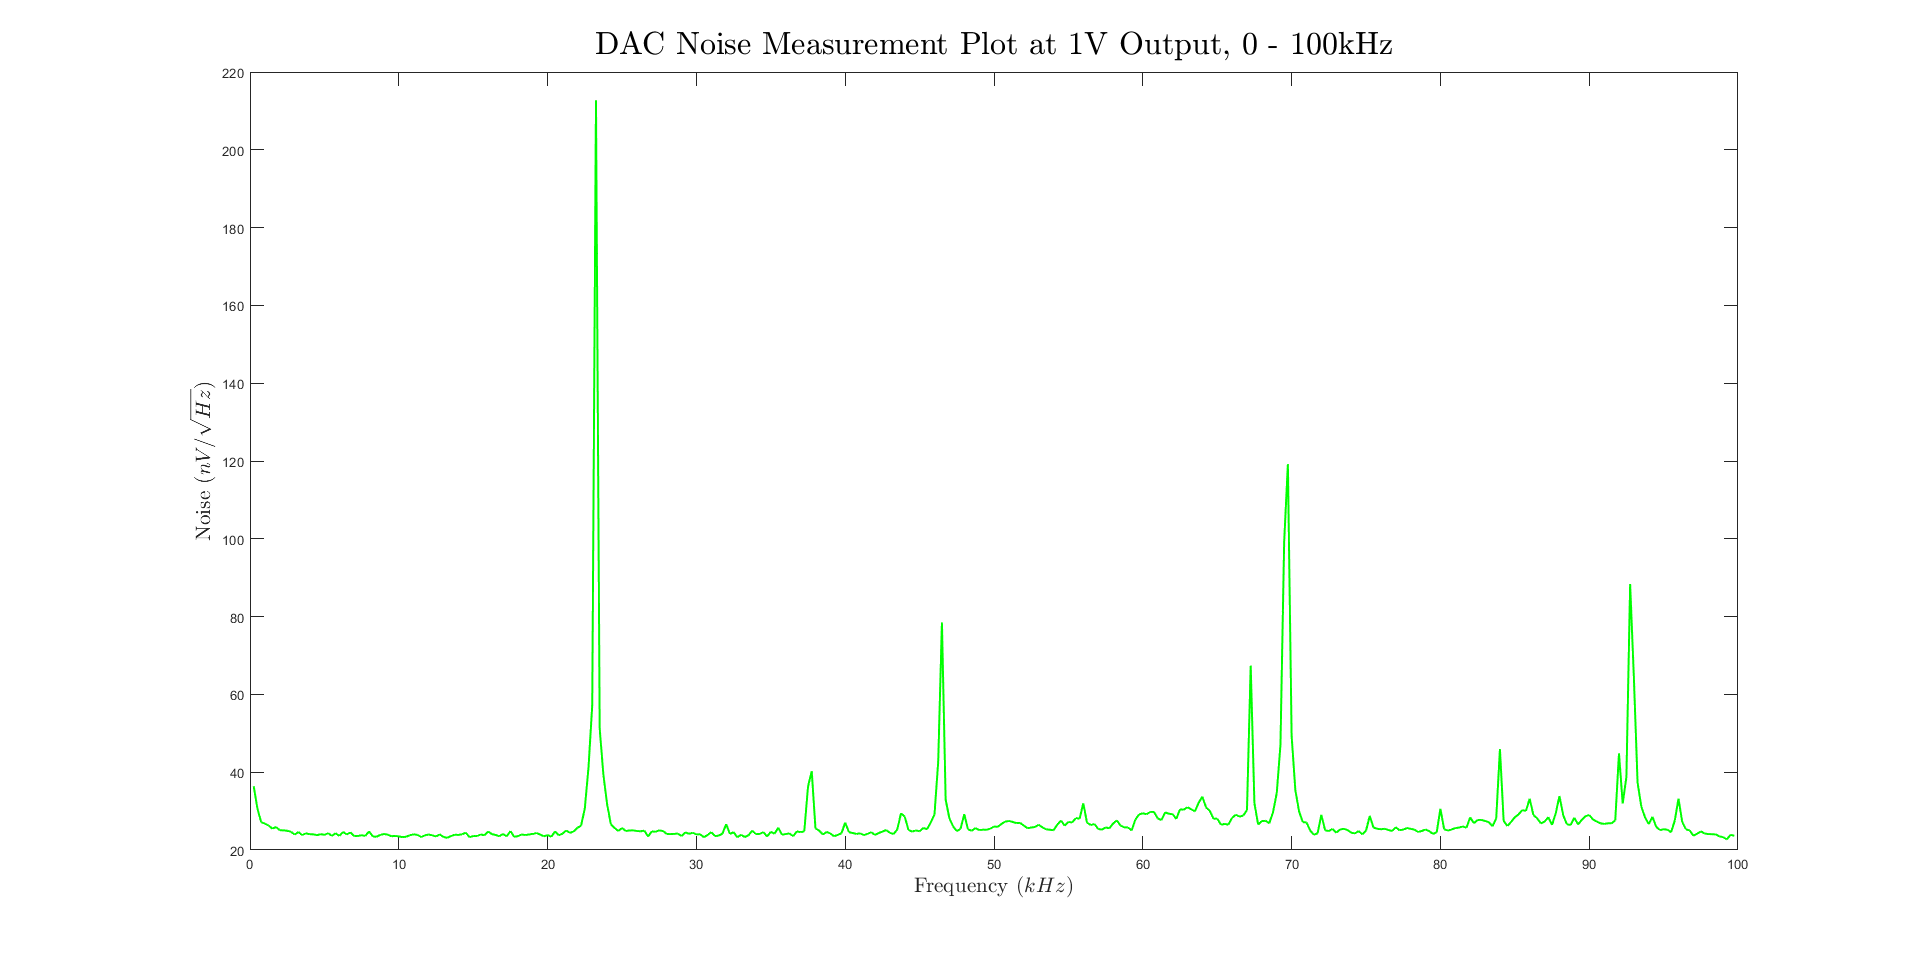 DAC Noise Measurement Plot at 1V Output, 0 - 100kHz
220
200
180
160
140
120
100
80
60
40
20
Noise (nV/√Hz)
0 10 20 30 40 50 60 70 80 90 100
Frequency (kHz)